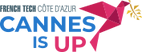 FRENCH TECH CÔTE D'AZUR
CANNES
IS UP